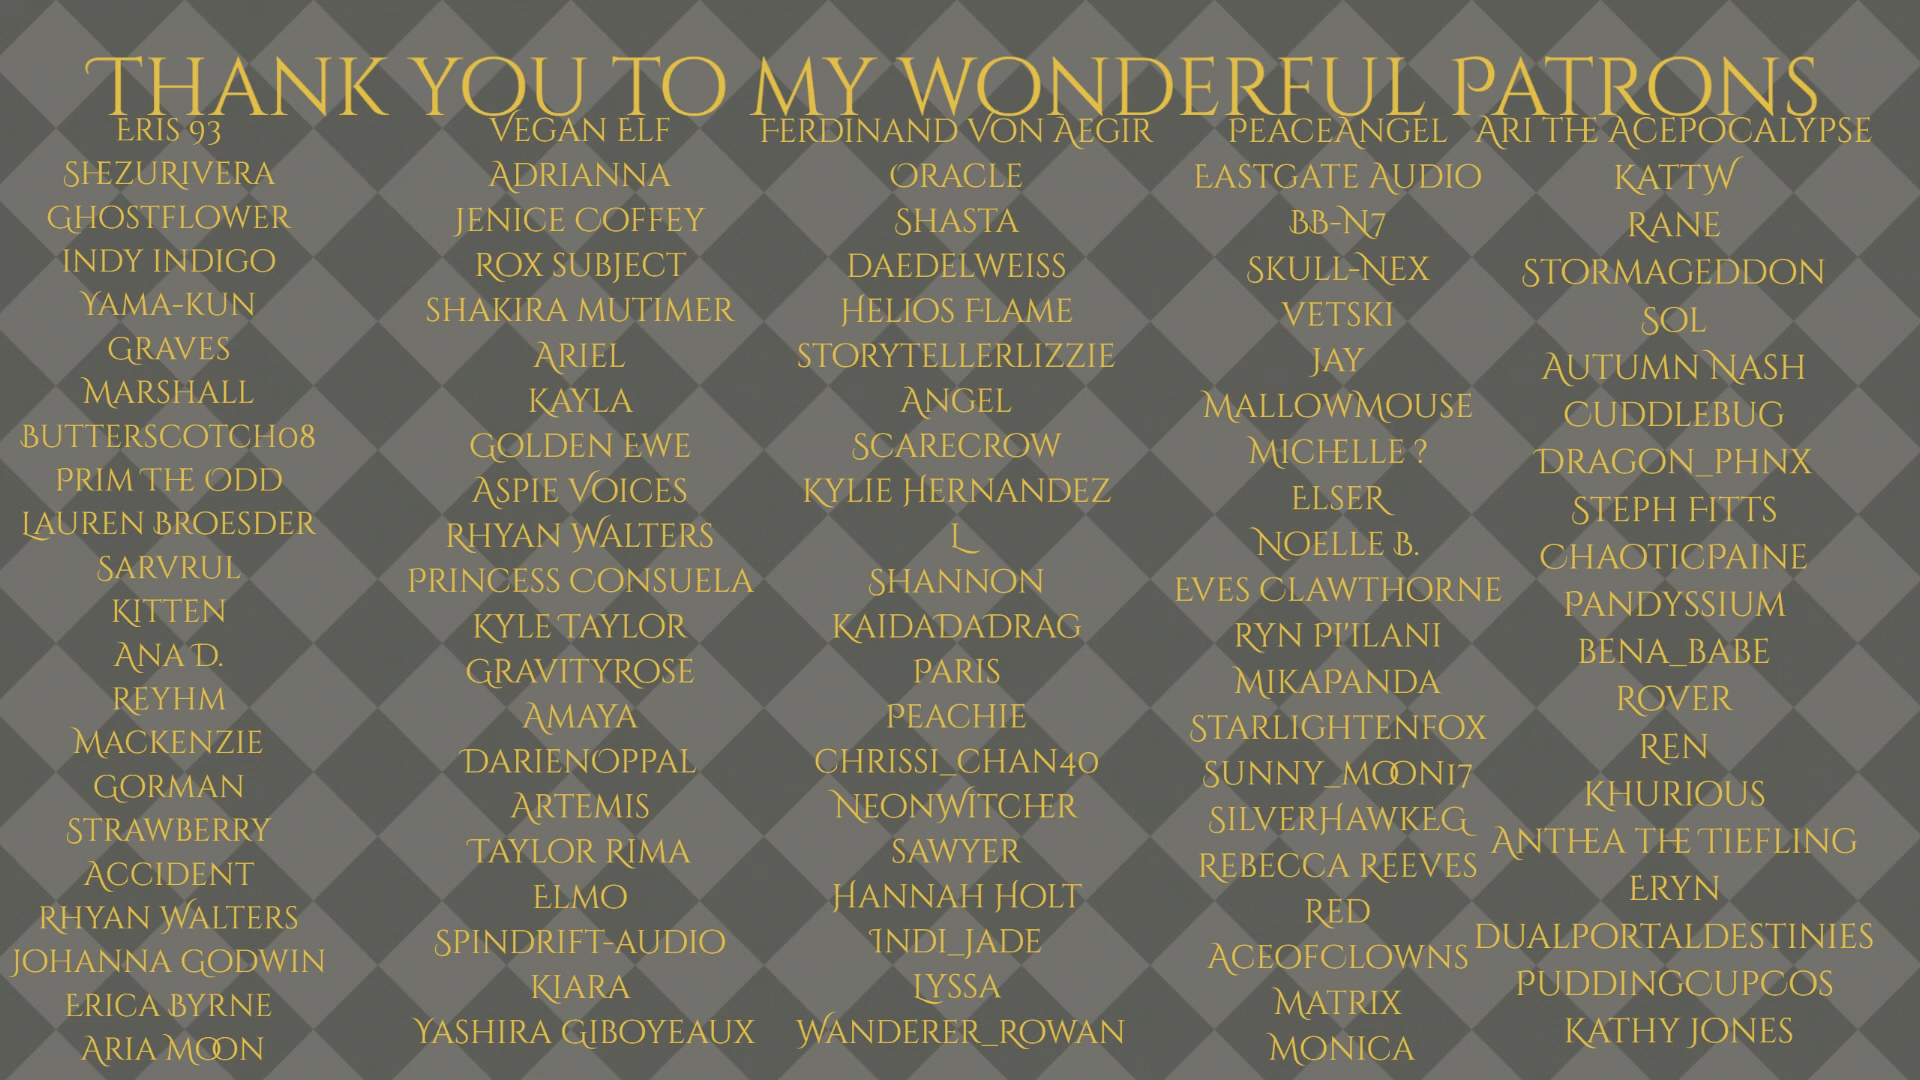 Thank you to my wonderful Patrons
Eris 93
Shezurivera
Ghostflower
Indy Indigo
Yama-kun
Graves
Marshall
Butterscotch08
Prim The Odd
Lauren Broesder
Sarvrul
Kitten
Ana D.
Reyhm
Mackenzie
Gorman
Strawberry
Accident
Rhyan Walters
Johanna Godwin
Erica Byrne
Aria Moon
Vegan Elf
Adrianna
Jenice Coffey
Rox Subject
Shakira Mutimer
Ariel
Kayla
Golden Ewe
Aspie Voices
Rhyan Walters
Princess Consuela
Kyle Taylor
GravityRose
Amaya
DarienOppal
Artemis
Taylor Rima
Elmo
Spindrift-Audio
Kiara
Yashira Giboyeaux
Ferdinand Von Aegir
Oracle
Shasta
daedelweiss
Helios Flame
storytellerlizzie
Angel
Scarecrow
Kylie Hernandez
L
Shannon
KaidaDaDrag
Paris
Peachie
chrissi_chan40
NeonWitcher
sawyer
Hannah Holt
Indi_Jade
Lyssa
Wanderer_Rowan
PeaceAngel
Eastgate Audio
BB-N7
Skull-Nex
vetski
Jay
MallowMouse
Michelle ?
Elser
Noelle B.
Eves Clawthorne
Ryn Pi'ilani
MikaPanda
Starlightenfox
Sunny_Moon17
SilverHawkEG
Rebecca Reeves
Red
AceofClowns
Matrix
Monica
Ari the Acepocalypse
KattW
Rane
Stormageddon
Sol
Autumn Nash
Cuddlebug
Dragon_phnx
Steph Fitts
ChaoticPaine
Pandyssium
bena_babe
Rover
Ren
Khurious
Anthea the Tiefling
Eryn
dualportaldestinies
PuddingCupCos
Kathy Jones